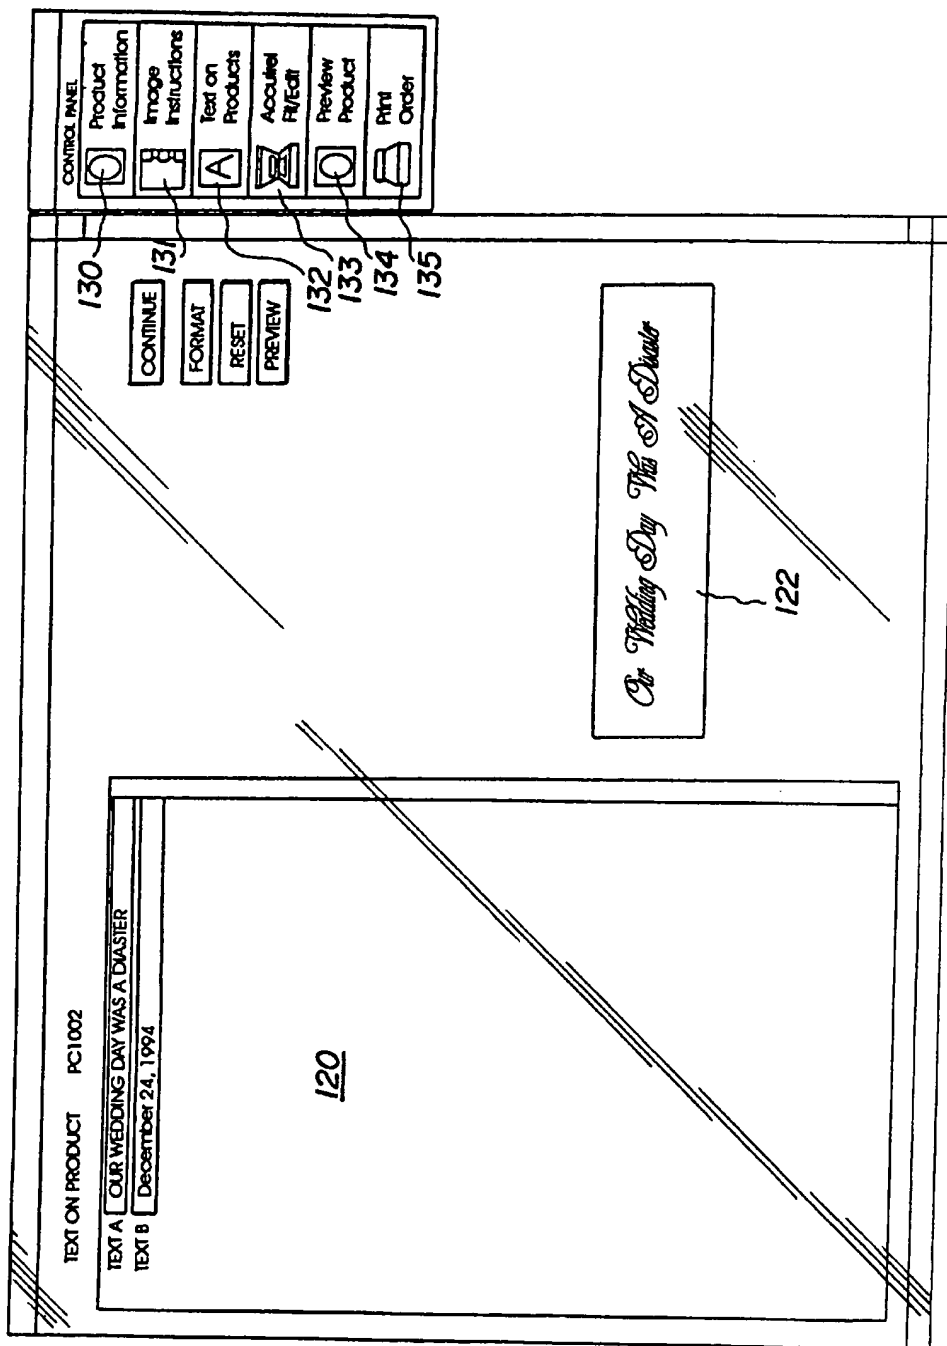 TEXT ON PRODUCT PC1002
TEXT A OUR WEDDING DAY WAS A DIASTER
TEXT B December 24, 1994
120
CONTINUE
FORMAT
RESET
PREVIEW
Our Wedding Day Was A Disaster
122
CONTROL PANEL
Product
Information
Image
Instructions
Text on
Products
Acquire/
Fit/Edit
Preview
Product
Print
Order
130
131
132
133
134
135